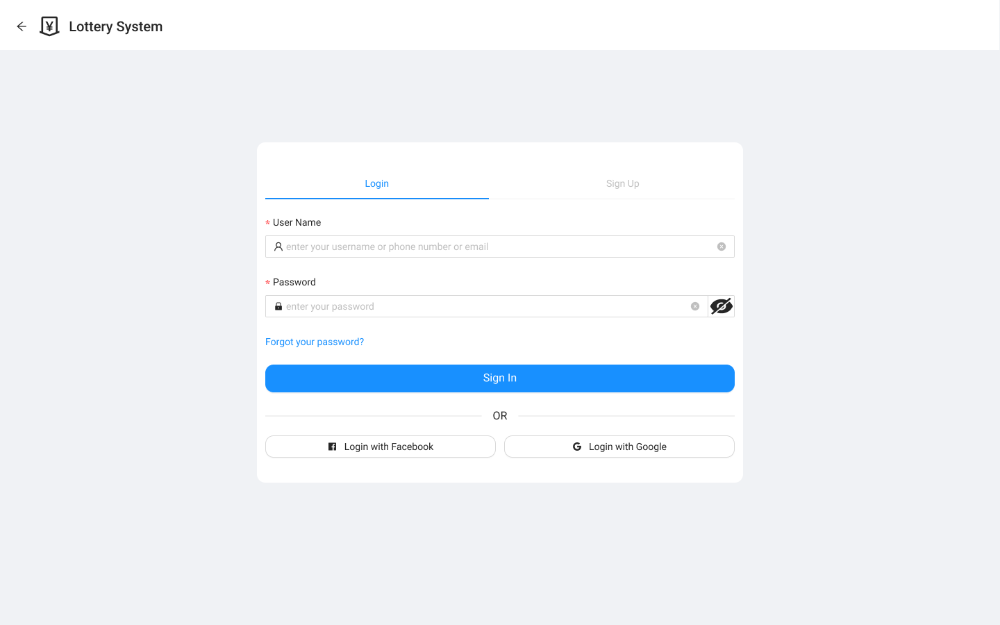 Lottery System
Login
Sign Up
* User Name
enter your username or phone number or email
* Password
enter your password
Forgot your password?
Sign In
OR
Login with Facebook
Login with Google